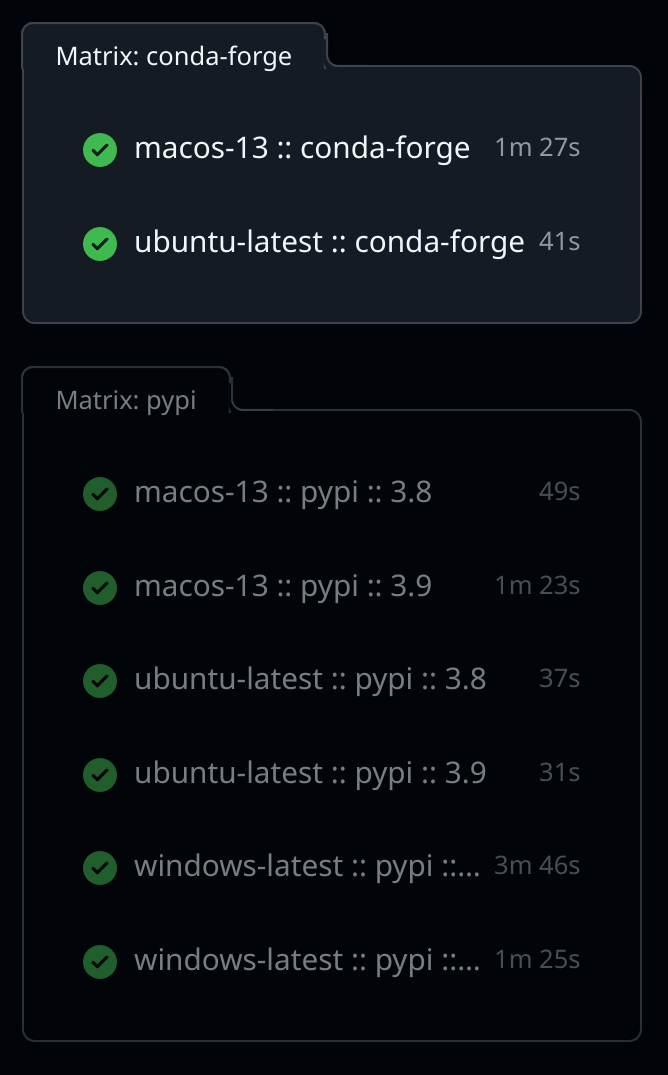 Matrix: conda-forge
macos-13 :: conda-forge 1m 27s
ubuntu-latest :: conda-forge 41s
Matrix: pypi
macos-13 :: pypi :: 3.8 49s
macos-13 :: pypi :: 3.9 1m 23s
ubuntu-latest :: pypi :: 3.8 37s
ubuntu-latest :: pypi :: 3.9 31s
windows-latest :: pypi ::... 3m 46s
windows-latest :: pypi ::... 1m 25s